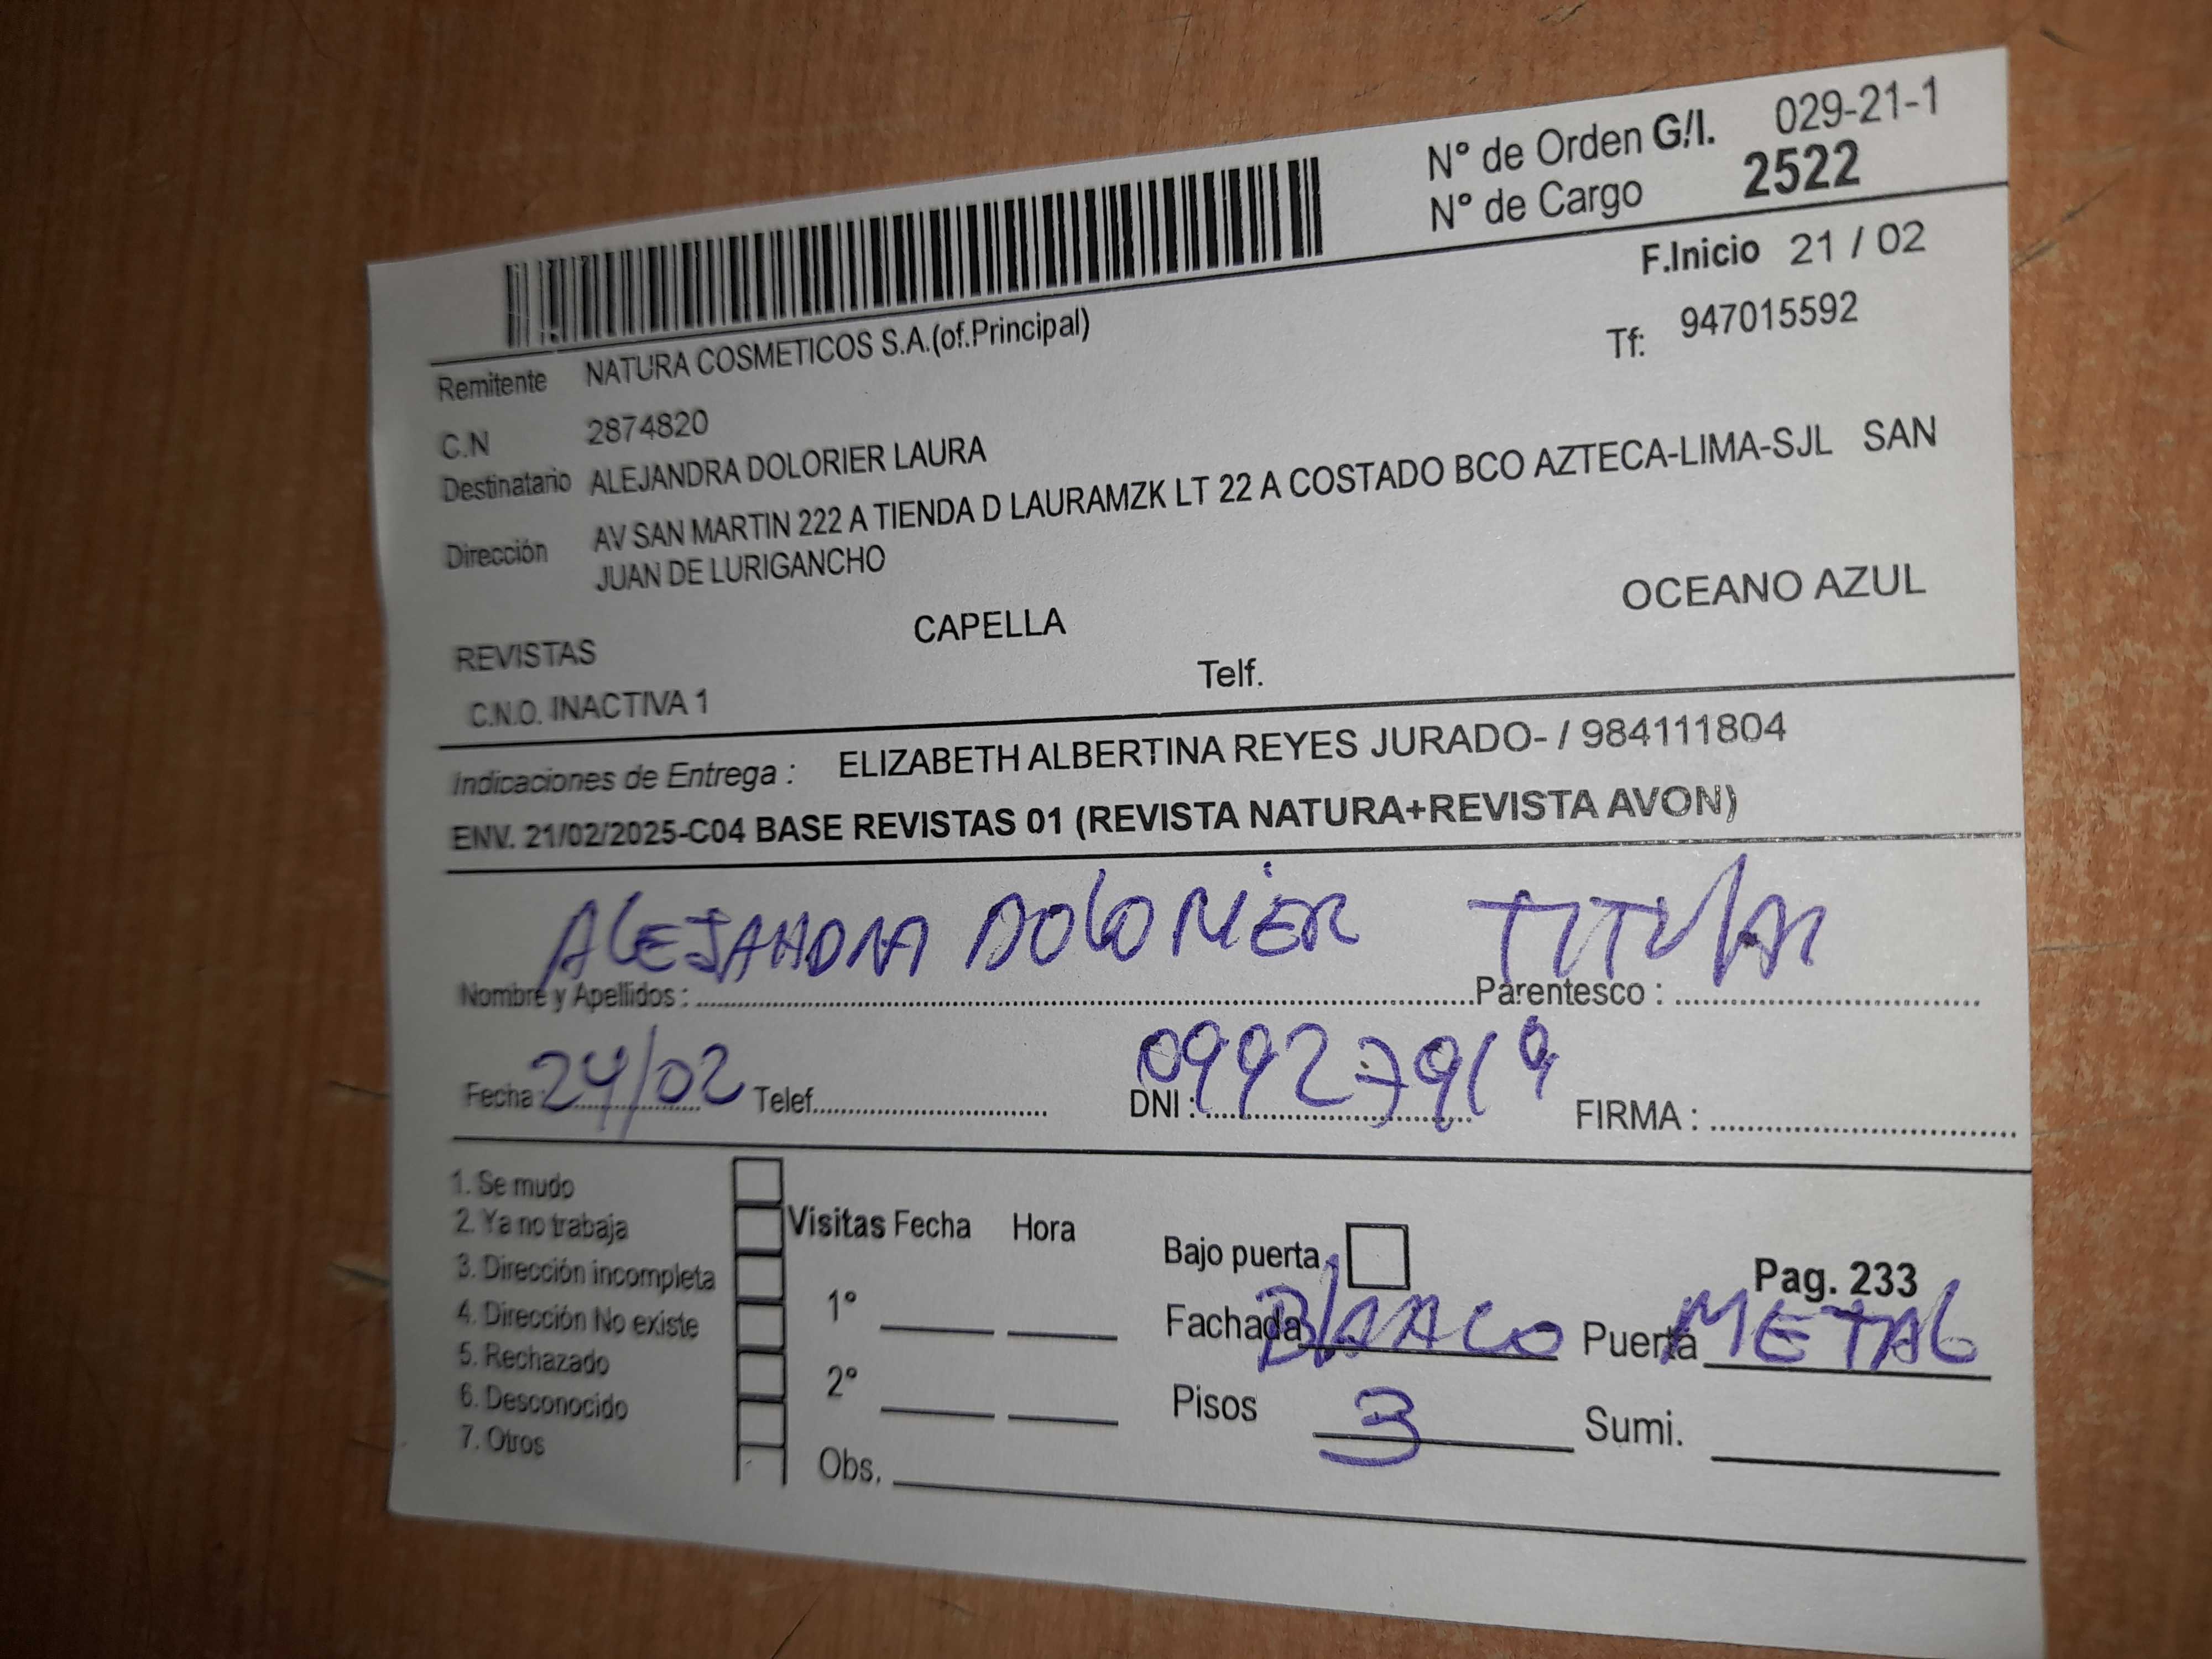 N° de Orden G/I. 029-21-1
N° de Cargo 2522
F.Inicio 21 / 02
Remitente NATURA COSMETICOS S.A.(of.Principal)
Tf: 947015592
C.N 2874820
Destinatario ALEJANDRA DOLORIER LAURA
Dirección AV SAN MARTIN 222 A TIENDA D LAURAMZK LT 22 A COSTADO BCO AZTECA-LIMA-SJL SAN
JUAN DE LURIGANCHO
REVISTAS CAPELLA OCEANO AZUL
C.N.O. INACTIVA 1 Telf.
Indicaciones de Entrega : ELIZABETH ALBERTINA REYES JURADO- / 984111804
ENV. 21/02/2025-C04 BASE REVISTAS 01 (REVISTA NATURA+REVISTA AVON)
ALEJANDRA DOLORIER TITULAR
Nombre y Apellidos : Parentesco :
Fecha : 24/02 Telef. DNI : 09927919 FIRMA :
1. Se mudo
2. Ya no trabaja
3. Dirección incompleta
4. Dirección No existe
5. Rechazado
6. Desconocido
7. Otros
Visitas Fecha Hora
1°
2°
Obs.
Bajo puerta
Pag. 233
Fachada BLANCO Puerta METAL
Pisos 3 Sumi.